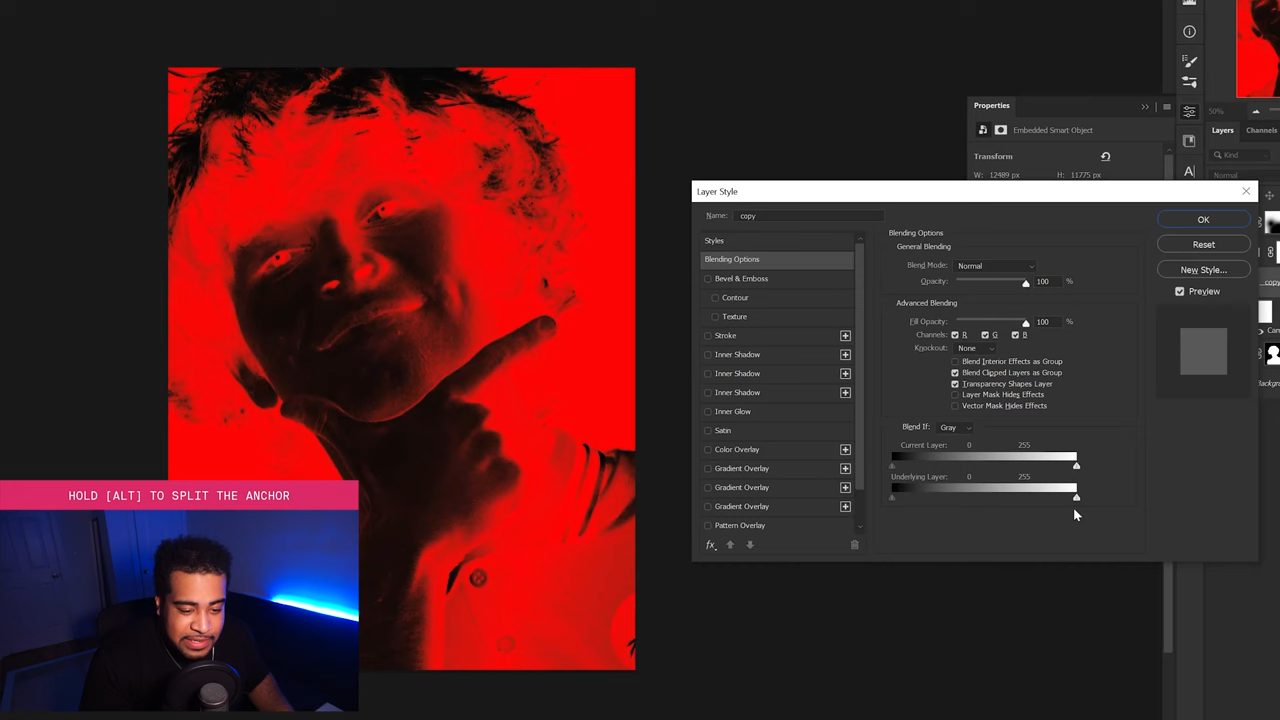 Properties
Embedded Smart Object
Transform
W: 12489 px H: 11775 px
50%
Layers Channels
Kind
Normal
Layer Style
Name: copy
Styles
Blending Options
Bevel & Emboss
Contour
Texture
Stroke
Inner Shadow
Inner Shadow
Inner Shadow
Inner Glow
Satin
Color Overlay
Gradient Overlay
Gradient Overlay
Gradient Overlay
Pattern Overlay
fx
Blending Options
General Blending
Blend Mode: Normal
Opacity: 100 %
Advanced Blending
Fill Opacity: 100 %
Channels: R G B
Knockout: None
Blend Interior Effects as Group
Blend Clipped Layers as Group
Transparency Shapes Layer
Layer Mask Hides Effects
Vector Mask Hides Effects
Blend If: Gray
Current Layer: 0 255
Underlying Layer: 0 255
OK
Reset
New Style...
Preview
HOLD [ALT] TO SPLIT THE ANCHOR